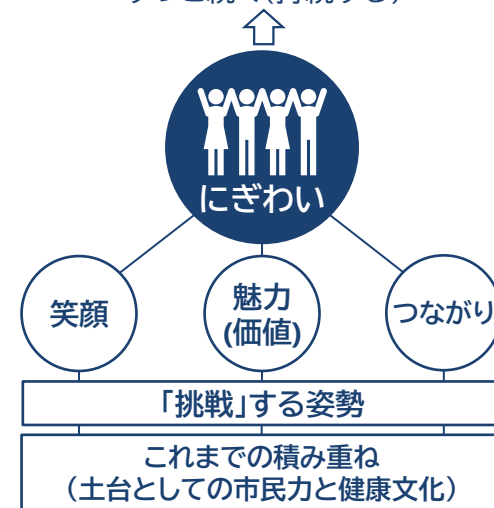 にぎわい
笑顔
魅力
(価値)
つながり
「挑戦」する姿勢
これまでの積み重ね
(土台としての市民力と健康文化)